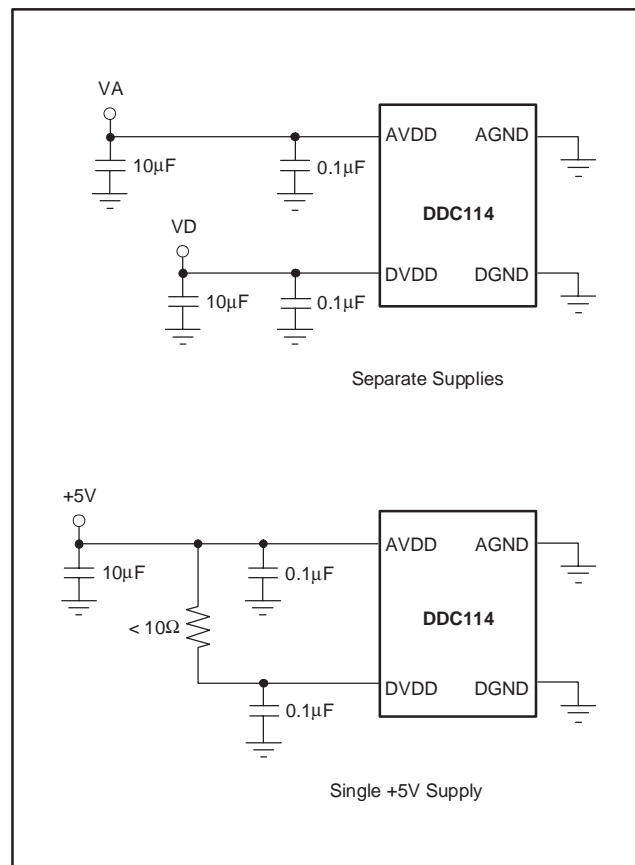 VA
AVDD
AGND
10μF
0.1μF
DDC114
VD
DVDD
DGND
10μF
0.1μF
Separate Supplies
+5V
AVDD
AGND
10μF
0.1μF
< 10Ω
DDC114
DVDD
DGND
0.1μF
Single +5V Supply